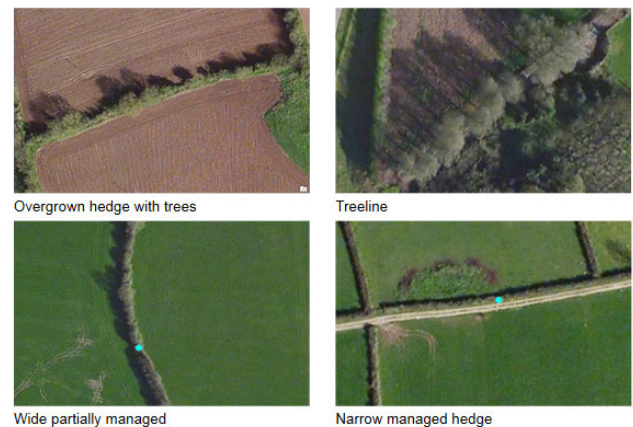 Overgrown hedge with trees
Treeline
Wide partially managed
Narrow managed hedge